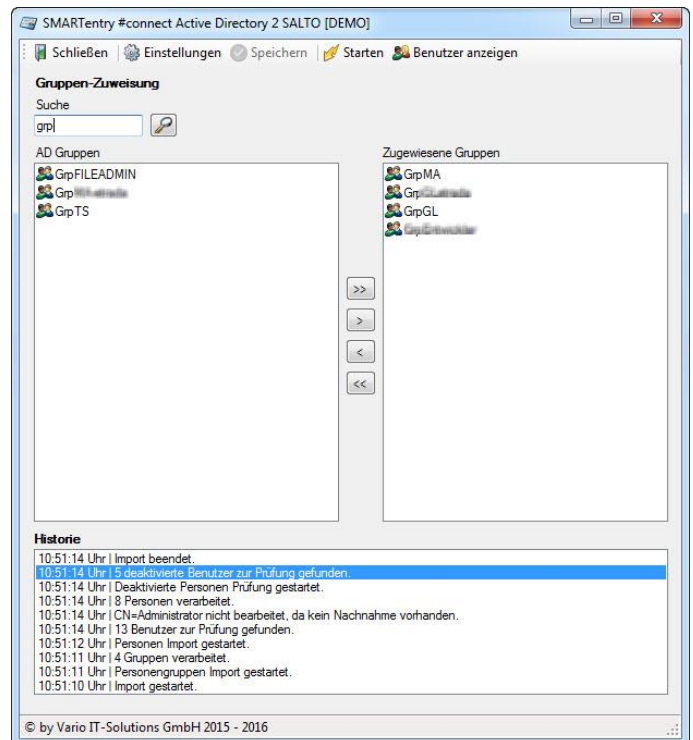 SMARTentry #connect Active Directory 2 SALTO [DEMO]
Schließen Einstellungen Speichern Starten Benutzer anzeigen
Gruppen-Zuweisung
Suche
grp
AD Gruppen
GrpFILEADMIN
Grp
GrpTS
Zugewiesene Gruppen
GrpMA
Grp
GrpGL
>>
>
<
<<
Historie
10:51:14 Uhr | Import beendet.
10:51:14 Uhr | 5 deaktivierte Benutzer zur Prüfung gefunden.
10:51:14 Uhr | Deaktivierte Personen Prüfung gestartet.
10:51:14 Uhr | 8 Personen verarbeitet.
10:51:14 Uhr | CN=Administrator nicht bearbeitet, da kein Nachnahme vorhanden.
10:51:14 Uhr | 13 Benutzer zur Prüfung gefunden.
10:51:12 Uhr | Personen Import gestartet.
10:51:11 Uhr | 4 Gruppen verarbeitet.
10:51:11 Uhr | Personengruppen Import gestartet.
10:51:10 Uhr | Import gestartet.
© by Vario IT-Solutions GmbH 2015 - 2016